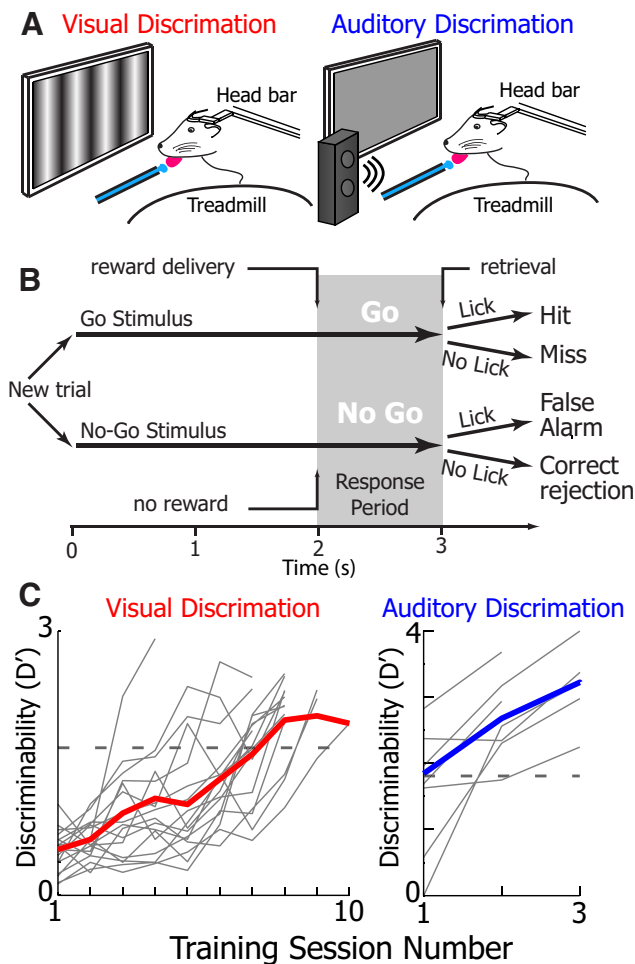 A
Visual Discrimation
Auditory Discrimation
Head bar
Treadmill
Head bar
Treadmill
B
reward delivery
retrieval
Go Stimulus
Go
Lick
Hit
No Lick
Miss
New trial
No-Go Stimulus
No Go
Lick
False
Alarm
No Lick
Correct
rejection
no reward
Response
Period
0
1
2
3
Time (s)
C
Visual Discrimation
Auditory Discrimation
Discriminability (D')
3
0
1
10
Discriminability (D')
4
0
1
3
Training Session Number